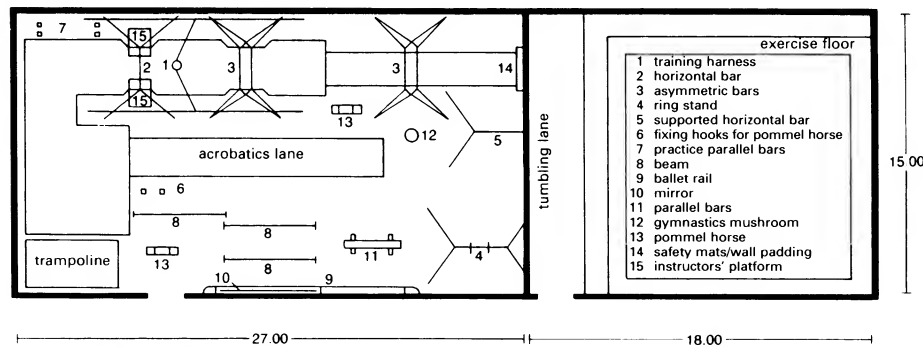 7
15
2
1
3
3
14
15
13
12
5
acrobatics lane
6
8
8
trampoline
13
8
11
4
10
9
tumbling lane
exercise floor
1 training harness
2 horizontal bar
3 asymmetric bars
4 ring stand
5 supported horizontal bar
6 fixing hooks for pommel horse
7 practice parallel bars
8 beam
9 ballet rail
10 mirror
11 parallel bars
12 gymnastics mushroom
13 pommel horse
14 safety mats/wall padding
15 instructors' platform
15.00
27.00
18.00